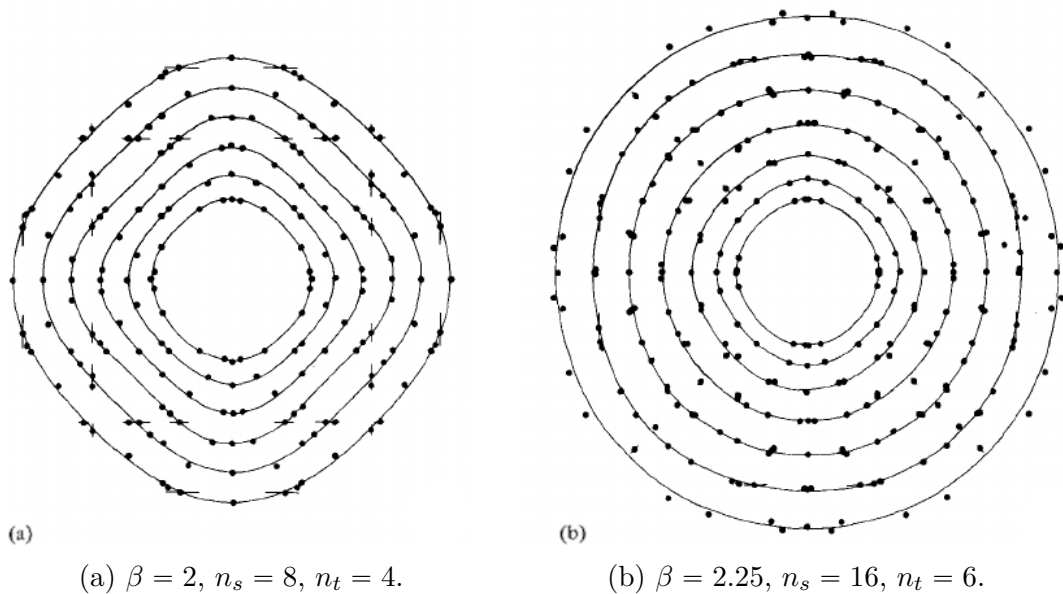 (a)
(b)
(a) β = 2, n_s = 8, n_t = 4.
(b) β = 2.25, n_s = 16, n_t = 6.